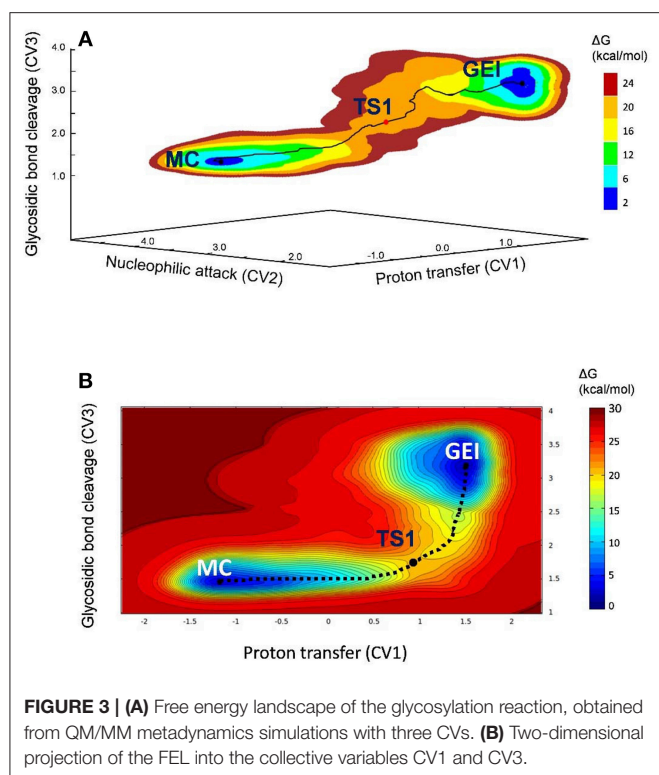 A
Glycosidic bond cleavage (CV3)
4.0
3.0
2.0
1.0
MC
TS1
GEI
ΔG
(kcal/mol)
24
20
16
12
6
2
4.0
3.0
2.0
Nucleophilic attack (CV2)
-1.0
0.0
1.0
Proton transfer (CV1)
B
Glycosidic bond cleavage (CV3)
GEI
TS1
MC
4
3.5
3
2.5
2
1.5
1
-2
-1.5
-1
-0.5
0
0.5
1
1.5
2
Proton transfer (CV1)
ΔG
(kcal/mol)
30
25
20
15
10
5
0
FIGURE 3 | (A) Free energy landscape of the glycosylation reaction, obtained
from QM/MM metadynamics simulations with three CVs. (B) Two-dimensional
projection of the FEL into the collective variables CV1 and CV3.